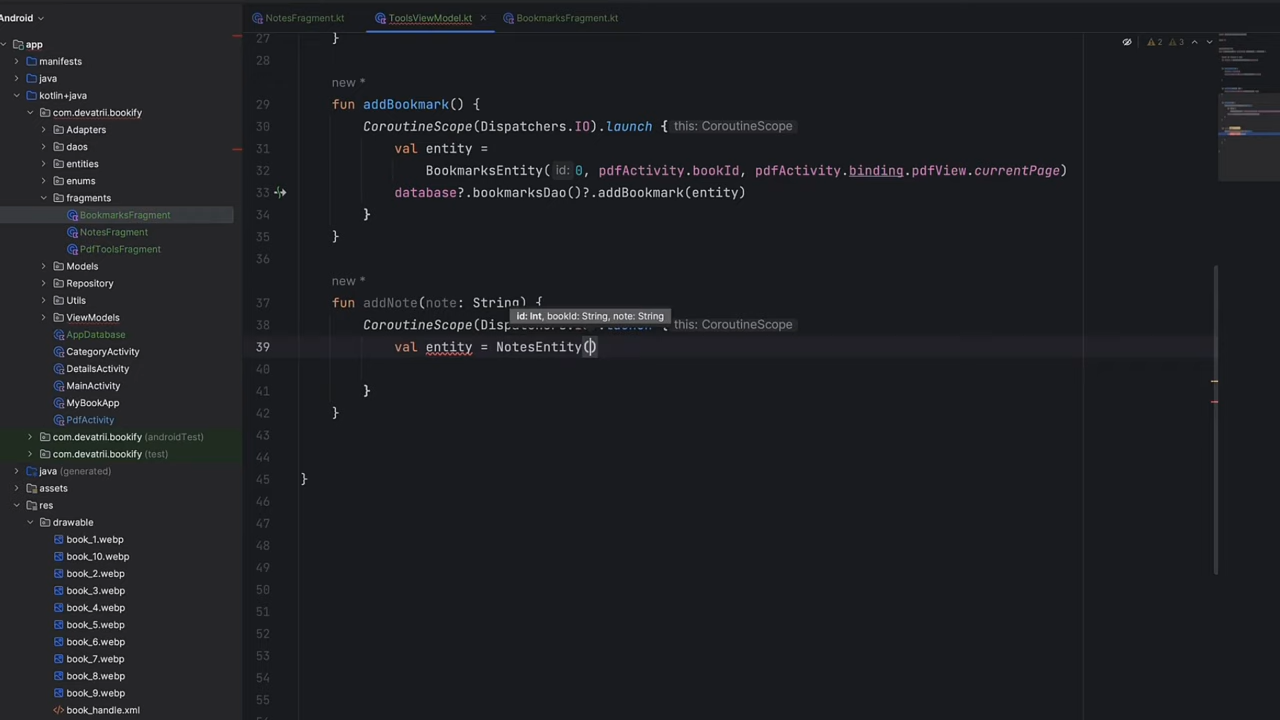 Android
NotesFragment.kt
ToolsViewModel.kt
BookmarksFragment.kt
app
manifests
java
kotlin+java
com.devatrii.bookify
Adapters
daos
entities
enums
fragments
BookmarksFragment
NotesFragment
PdfToolsFragment
Models
Repository
Utils
ViewModels
AppDatabase
CategoryActivity
DetailsActivity
MainActivity
MyBookApp
PdfActivity
com.devatrii.bookify (androidTest)
com.devatrii.bookify (test)
java (generated)
assets
res
drawable
book_1.webp
book_10.webp
book_2.webp
book_3.webp
book_4.webp
book_5.webp
book_6.webp
book_7.webp
book_8.webp
book_9.webp
book_handle.xml
2 3
27 }
28
new *
29 fun addBookmark() {
30 CoroutineScope(Dispatchers.IO).launch { this: CoroutineScope
31 val entity =
32 BookmarksEntity( id: 0, pdfActivity.bookId, pdfActivity.binding.pdfView.currentPage)
33 database?.bookmarksDao()?.addBookmark(entity)
34 }
35 }
36
new *
37 fun addNote(note: String) {
id: Int, bookId: String, note: String
38 CoroutineScope( { this: CoroutineScope
39 val entity = NotesEntity()
40
41 }
42 }
43
44
45 }
46
47
48
49
50
51
52
53
54